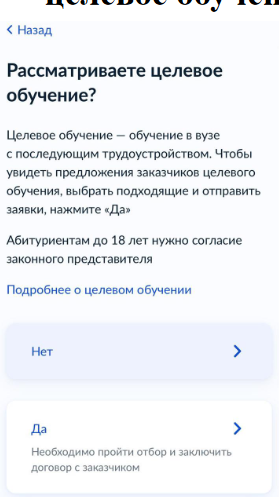 целевое обучен
Назад
Рассматриваете целевое
обучение?
Целевое обучение — обучение в вузе
с последующим трудоустройством. Чтобы
увидеть предложения заказчиков целевого
обучения, выбрать подходящие и отправить
заявки, нажмите «Да»
Абитуриентам до 18 лет нужно согласие
законного представителя
Подробнее о целевом обучении
Нет
Да
Необходимо пройти отбор и заключить
договор с заказчиком